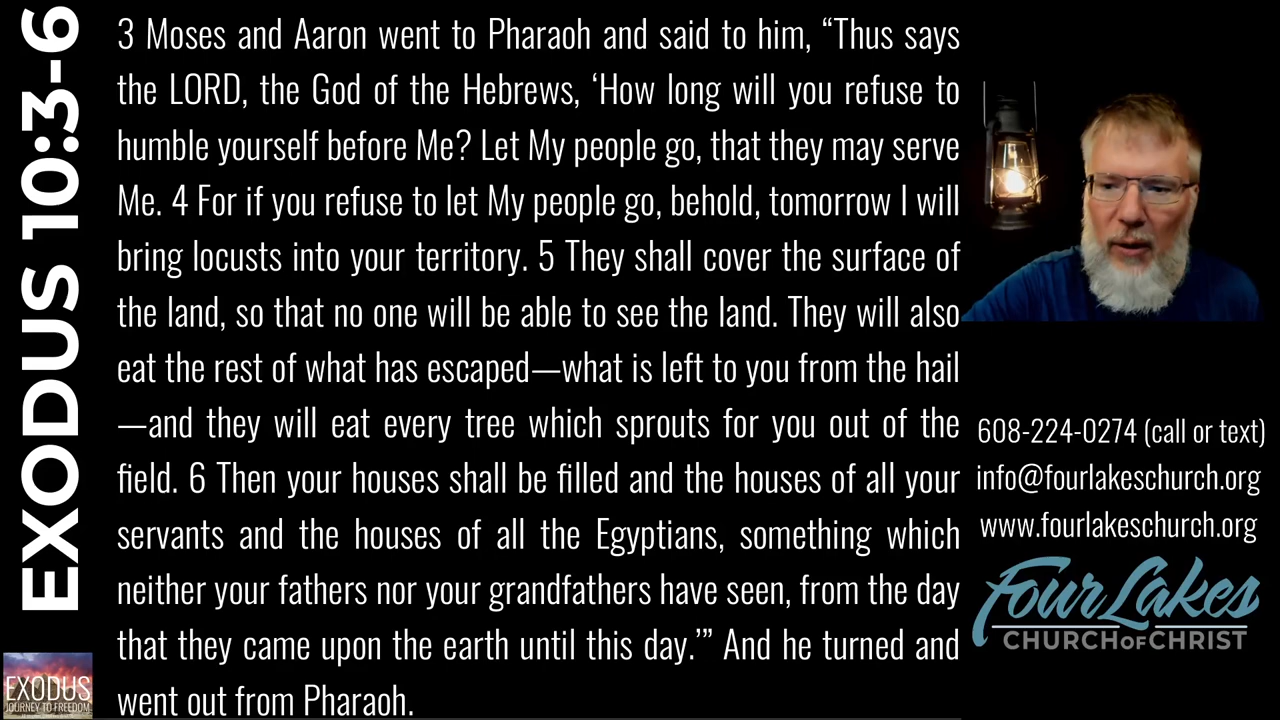 EXODUS 10:3-6
3 Moses and Aaron went to Pharaoh and said to him, “Thus says
the LORD, the God of the Hebrews, ‘How long will you refuse to
humble yourself before Me? Let My people go, that they may serve
Me. 4 For if you refuse to let My people go, behold, tomorrow I will
bring locusts into your territory. 5 They shall cover the surface of
the land, so that no one will be able to see the land. They will also
eat the rest of what has escaped—what is left to you from the hail
—and they will eat every tree which sprouts for you out of the
field. 6 Then your houses shall be filled and the houses of all your
servants and the houses of all the Egyptians, something which
neither your fathers nor your grandfathers have seen, from the day
that they came upon the earth until this day.’” And he turned and
went out from Pharaoh.
608-224-0274 (call or text)
info@fourlakeschurch.org
www.fourlakeschurch.org
Four Lakes
CHURCH OF CHRIST
EXODUS
JOURNEY TO FREEDOM